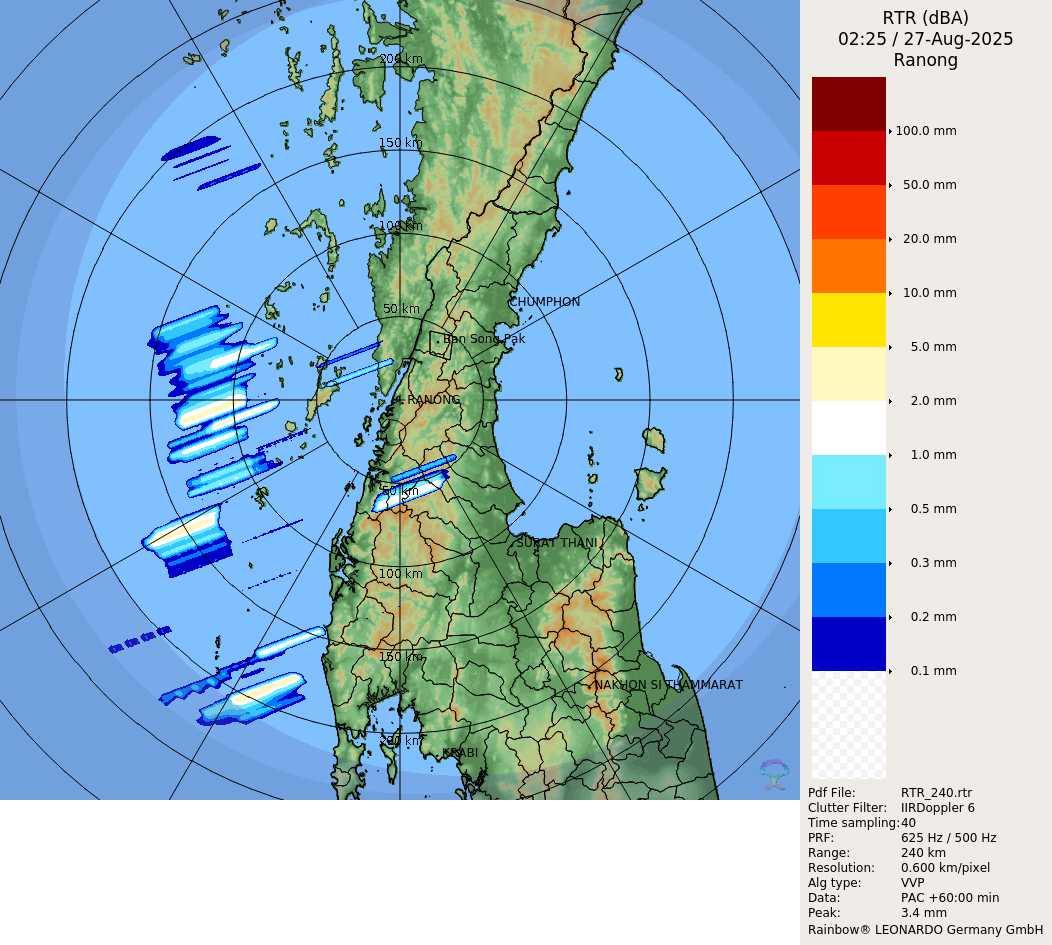 RTR (dBA)
02:25 / 27-Aug-2025
Ranong
200 km
150 km
100 km
50 km
CHUMPHON
Ban Song Pak
RANONG
50 km
SURAT THANI
100 km
150 km
NAKHON SI THAMMARAT
200 km
KRABI
100.0 mm
50.0 mm
20.0 mm
10.0 mm
5.0 mm
2.0 mm
1.0 mm
0.5 mm
0.3 mm
0.2 mm
0.1 mm
Pdf File: RTR_240.rtr
Clutter Filter: IIRDoppler 6
Time sampling:40
PRF: 625 Hz / 500 Hz
Range: 240 km
Resolution: 0.600 km/pixel
Alg type: VVP
Data: PAC +60:00 min
Peak: 3.4 mm
Rainbow® LEONARDO Germany GmbH